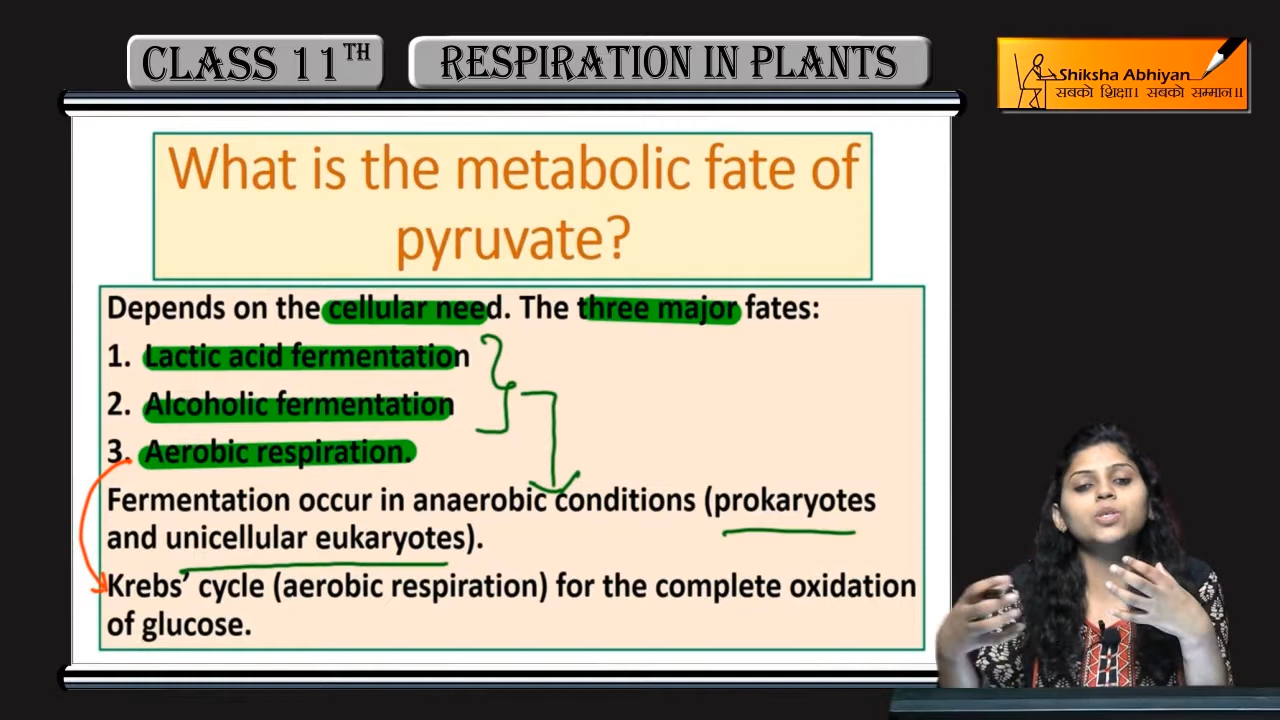 CLASS 11TH
RESPIRATION IN PLANTS
Shiksha Abhiyan
सबको शिक्षा। सबको सम्मान॥
What is the metabolic fate of
pyruvate?
Depends on the cellular need. The three major fates:
1. Lactic acid fermentation
2. Alcoholic fermentation
3. Aerobic respiration.
Fermentation occur in anaerobic conditions (prokaryotes
and unicellular eukaryotes).
Krebs’ cycle (aerobic respiration) for the complete oxidation
of glucose.